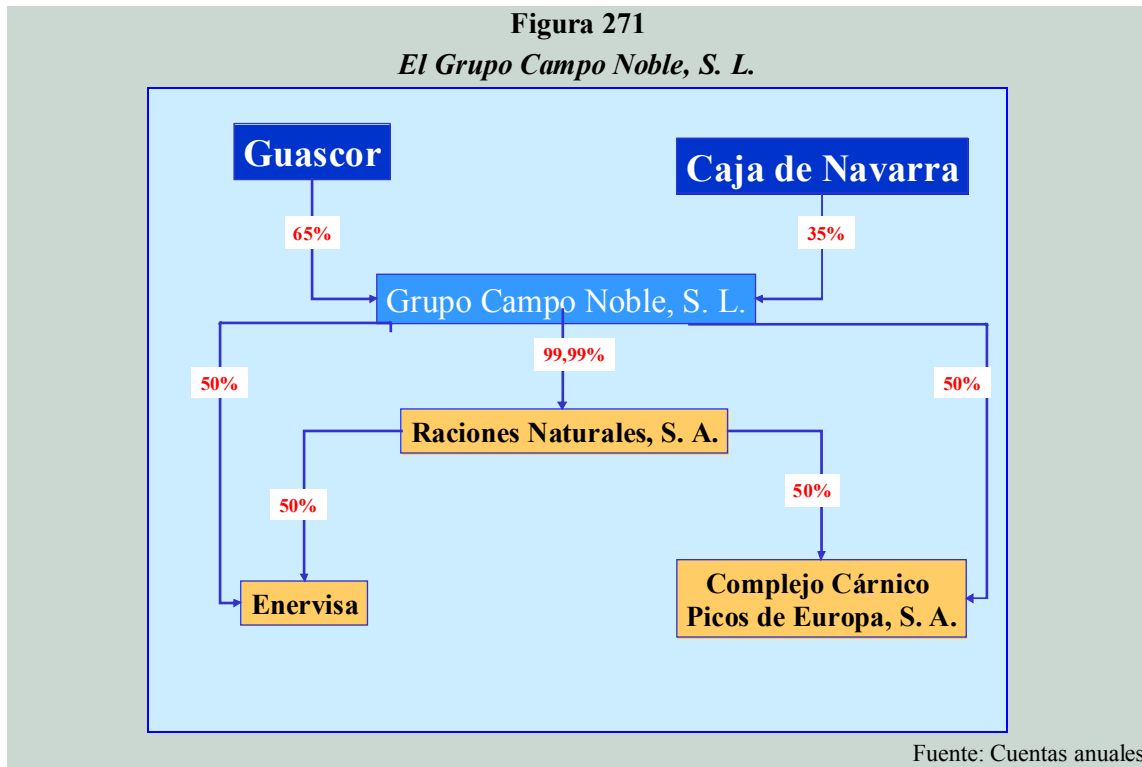 Figura 271
El Grupo Campo Noble, S. L.
Guascor
Caja de Navarra
65%
35%
Grupo Campo Noble, S. L.
50%
99,99%
50%
Raciones Naturales, S. A.
50%
50%
Enervisa
Complejo Cárnico
Picos de Europa, S. A.
Fuente: Cuentas anuales